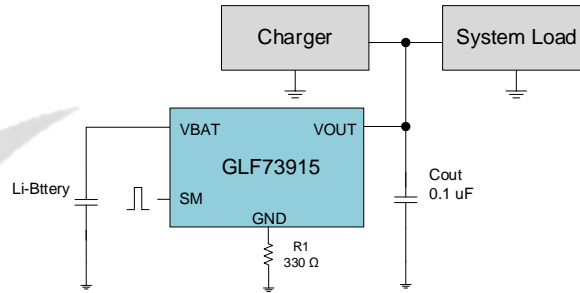 Charger
System Load
VBAT
VOUT
GLF73915
Li-Bttery
SM
GND
Cout
0.1 uF
R1
330 Ω